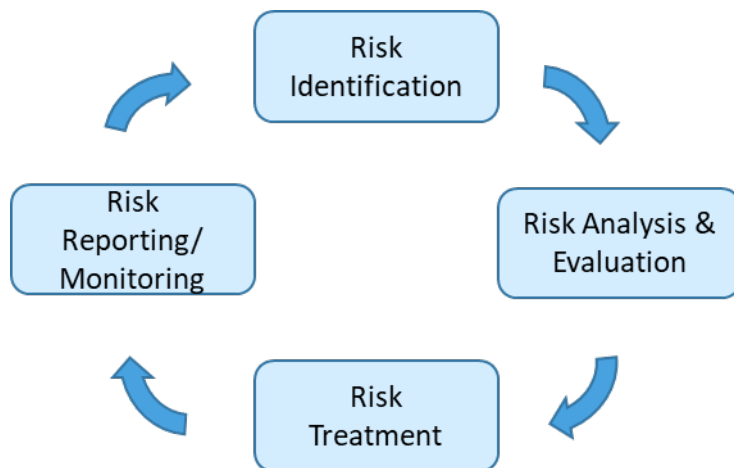 Risk
Identification
Risk Analysis &
Evaluation
Risk
Treatment
Risk
Reporting/
Monitoring